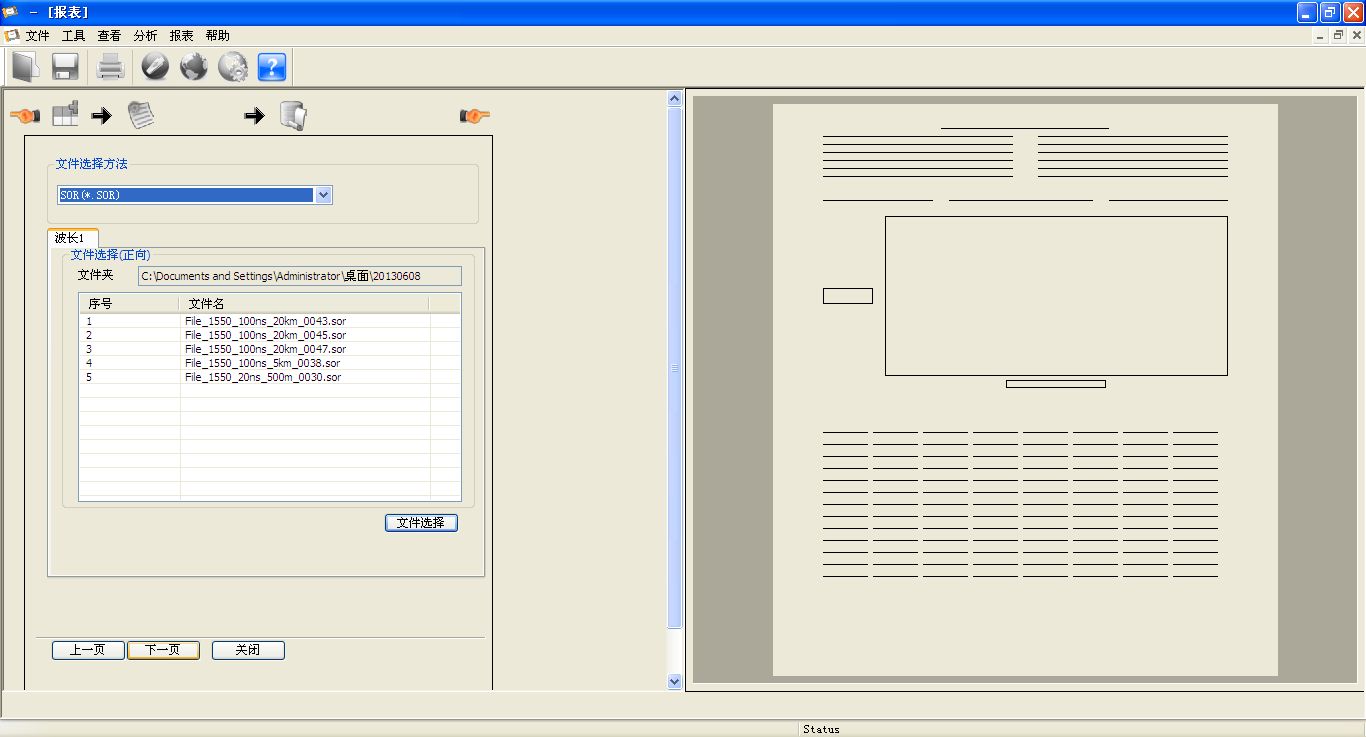 - [报表]
文件 工具 查看 分析 报表 帮助
文件选择方法
SOR(*.SOR)
波长1
文件选择(正向)
文件夹 C:\Documents and Settings\Administrator\桌面\20130608
序号 文件名
1 File_1550_100ns_20km_0043.sor
2 File_1550_100ns_20km_0045.sor
3 File_1550_100ns_20km_0047.sor
4 File_1550_100ns_5km_0038.sor
5 File_1550_20ns_500m_0030.sor
文件选择
上一页 下一页 关闭
Status